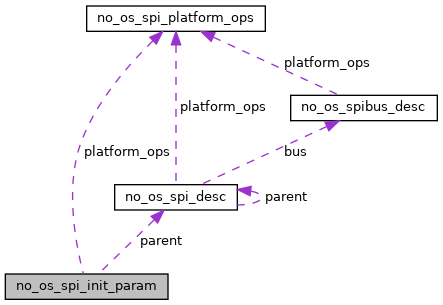 no_os_spi_platform_ops
platform_ops
no_os_spibus_desc
platform_ops
platform_ops
bus
no_os_spi_desc
parent
parent
no_os_spi_init_param